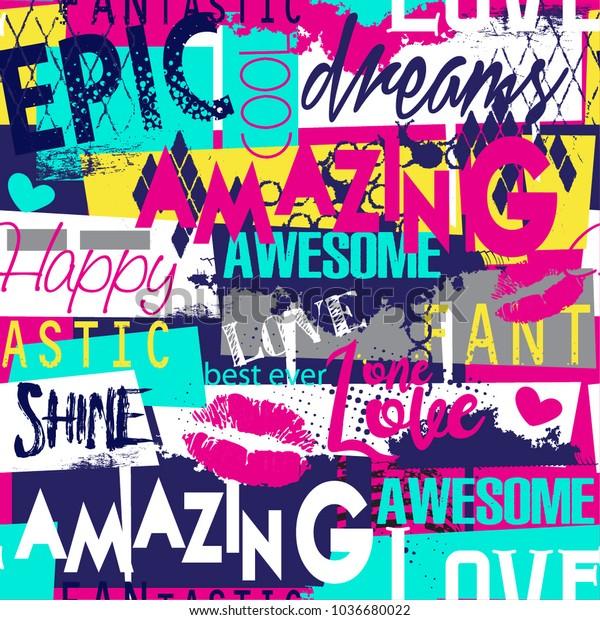 FANTASTIC LOVE
EPIC
COOL
dreams
AMAZING
Happy
AWESOME
LOVE
FANT
ASTIC
best ever
one
Love
SHINE
AWESOME
AMAZING
FANTASTIC
LOVE
shutterstock.com · 1036680022